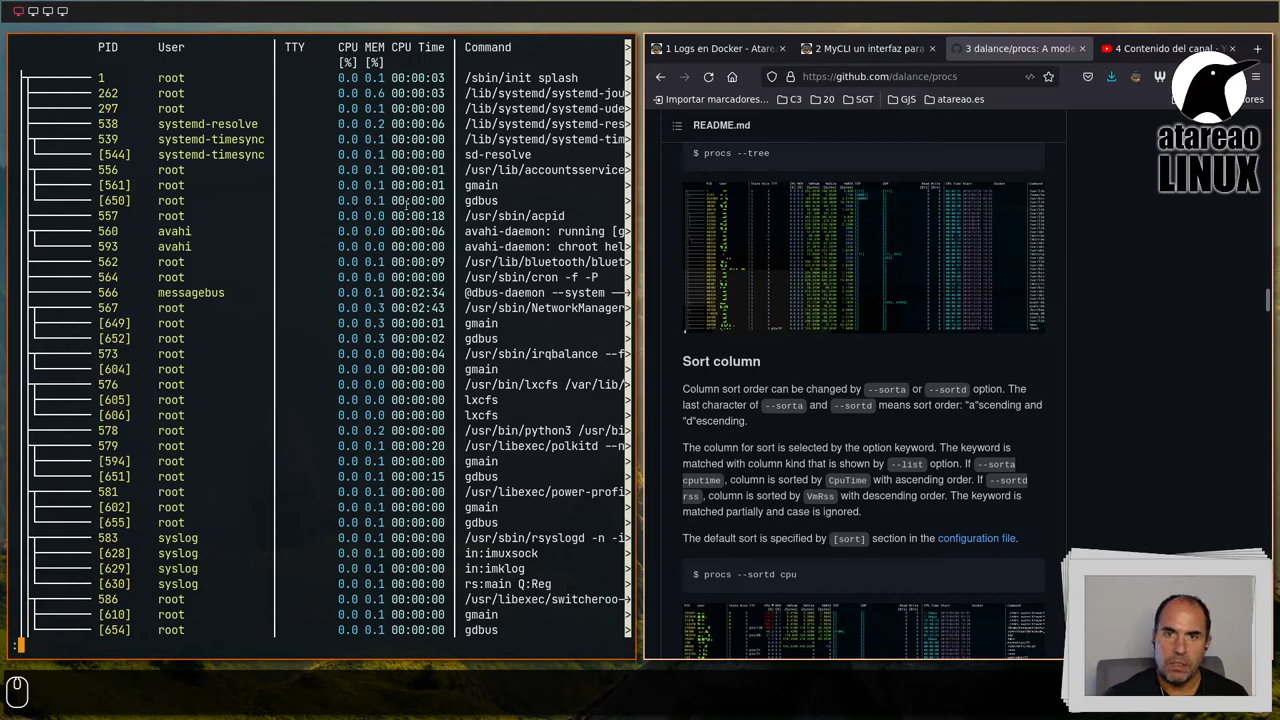 PID User TTY CPU MEM CPU Time Command >
[%] [%] >
1 root 0.0 0.1 00:00:03 /sbin/init splash
262 root 0.0 0.6 00:00:03 /lib/systemd/systemd-jou>
297 root 0.0 0.1 00:00:00 /lib/systemd/systemd-ude>
538 systemd-resolve 0.0 0.2 00:00:06 /lib/systemd/systemd-res>
539 systemd-timesync 0.0 0.1 00:00:00 /lib/systemd/systemd-tim>
[544] systemd-timesync 0.0 0.1 00:00:00 sd-resolve >
556 root 0.0 0.1 00:00:01 /usr/lib/accountsservice>
[561] root 0.0 0.1 00:00:01 gmain >
root 0.0 0.1 00:00:00 gdbus >
557 root 0.0 0.0 00:00:18 /usr/sbin/acpid >
avahi 0.0 0.0 00:00:06 avahi-daemon: running [g>
593 avahi 0.0 0.0 00:00:00 avahi-daemon: chroot hel>
562 root 0.0 0.1 00:00:09 /usr/lib/bluetooth/bluet>
root 0.0 0.0 00:00:00 /usr/sbin/cron -f -P >
566 messagebus 0.0 0.1 00:02:34 @dbus-daemon --system >
567 root 0.0 0.3 00:02:43 /usr/sbin/NetworkManager>
root 0.0 0.3 00:00:01 gmain >
[652] root 0.0 0.3 00:00:02 gdbus >
573 root 0.0 0.0 00:00:04 /usr/sbin/irqbalance --f>
[604] root 0.0 0.0 00:00:00 gmain >
576 root 0.0 0.0 00:00:00 /usr/bin/lxcfs /var/lib/>
[605] root 0.0 0.0 00:00:00 lxcfs >
[606] root 0.0 0.0 00:00:00 lxcfs >
578 root 0.0 0.2 00:00:00 /usr/bin/python3 /usr/bi>
579 root 0.0 0.1 00:00:20 /usr/libexec/polkitd --n>
[594] root 0.0 0.1 00:00:00 gmain >
[651] root 0.0 0.1 00:00:15 gdbus >
581 root 0.0 0.1 00:00:00 /usr/libexec/power-profi>
[602] root 0.0 0.1 00:00:00 gmain >
[655] root 0.0 0.1 00:00:00 gdbus >
583 syslog 0.0 0.1 00:00:00 /usr/sbin/rsyslogd -n -i>
[628] syslog 0.0 0.1 00:00:00 in:imuxsock >
[629] syslog 0.0 0.1 00:00:00 in:imklog >
[630] syslog 0.0 0.1 00:00:00 rs:main Q:Reg >
586 root 0.0 0.1 00:00:00 /usr/libexec/switcheroo->
[610] root 0.0 0.1 00:00:00 gmain >
[654] root 0.0 0.1 00:00:00 gdbus >
:
1 Logs en Docker - Atare 2 MyCLI un interfaz para 3 dalance/procs: A mode 4 Contenido del canal - Y
https://github.com/dalance/procs
Importar marcadores... C3 20 SGT GJS atareao.es
atareao
LINUX
README.md
$ procs --tree
Sort column
Column sort order can be changed by --sorta or --sortd option. The
last character of --sorta and --sortd means sort order: "a"scending and
"d"escending.
The column for sort is selected by the option keyword. The keyword is
matched with column kind that is shown by --list option. If --sorta
cputime, column is sorted by CpuTime with ascending order. If --sortd
rss, column is sorted by VmRss with descending order. The keyword is
matched partially and case is ignored.
The default sort is specified by [sort] section in the configuration file.
$ procs --sortd cpu